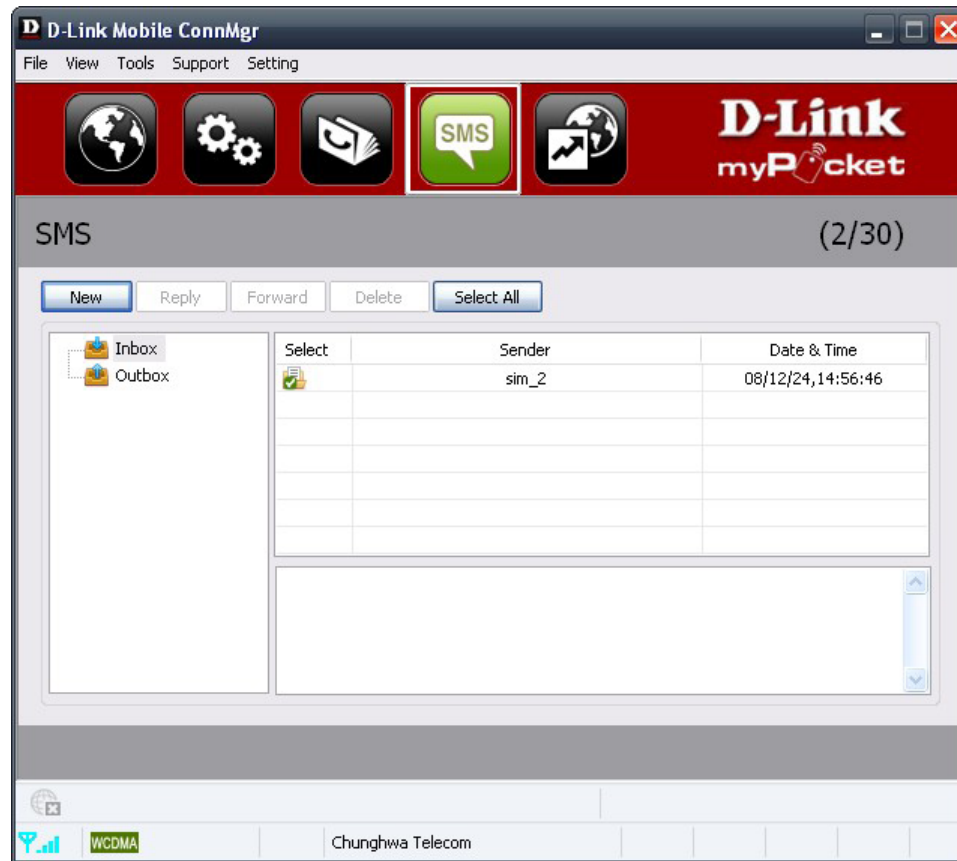 D D-Link Mobile ConnMgr
File View Tools Support Setting
SMS
D-Link
myPocket
SMS (2/30)
New Reply Forward Delete Select All
Inbox
Outbox
Select Sender Date & Time
sim_2 08/12/24,14:56:46
WCDMA Chunghwa Telecom